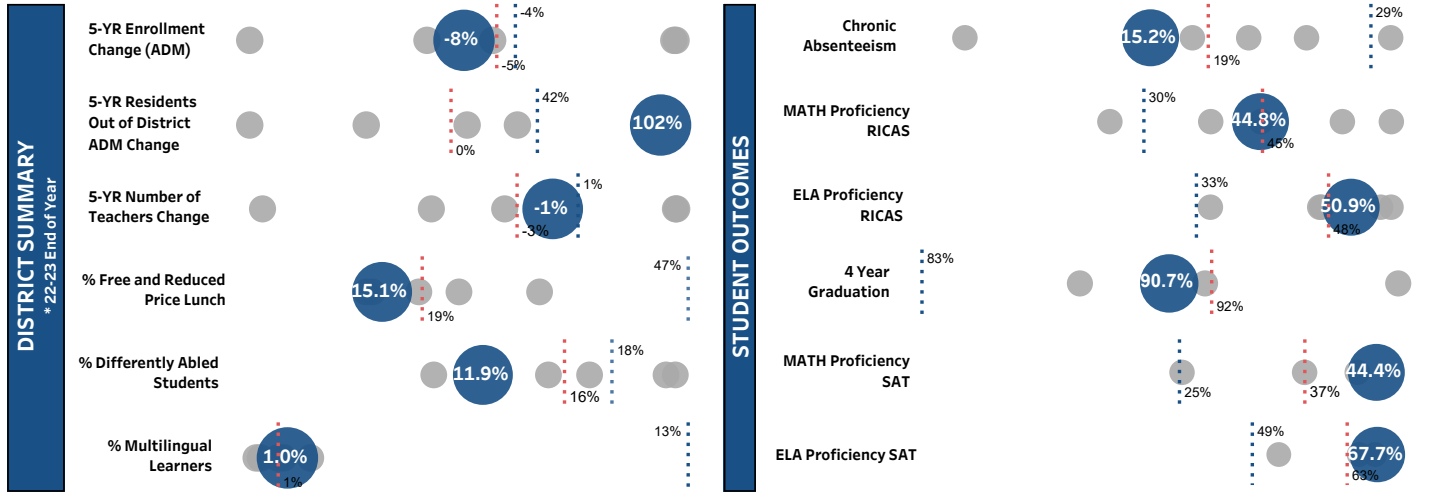 DISTRICT SUMMARY
* 22-23 End of Year
5-YR Enrollment
Change (ADM)
-8%
-4%
-5%
5-YR Residents
Out of District
ADM Change
42%
0%
102%
5-YR Number of
Teachers Change
-1%
1%
-3%
% Free and Reduced
Price Lunch
15.1%
19%
47%
% Differently Abled
Students
11.9%
18%
16%
% Multilingual
Learners
1.0%
1%
13%
STUDENT OUTCOMES
Chronic
Absenteeism
15.2%
19%
29%
MATH Proficiency
RICAS
30%
44.8%
45%
ELA Proficiency
RICAS
33%
50.9%
48%
4 Year
Graduation
83%
90.7%
92%
MATH Proficiency
SAT
25%
37%
44.4%
ELA Proficiency SAT
49%
67.7%
63%